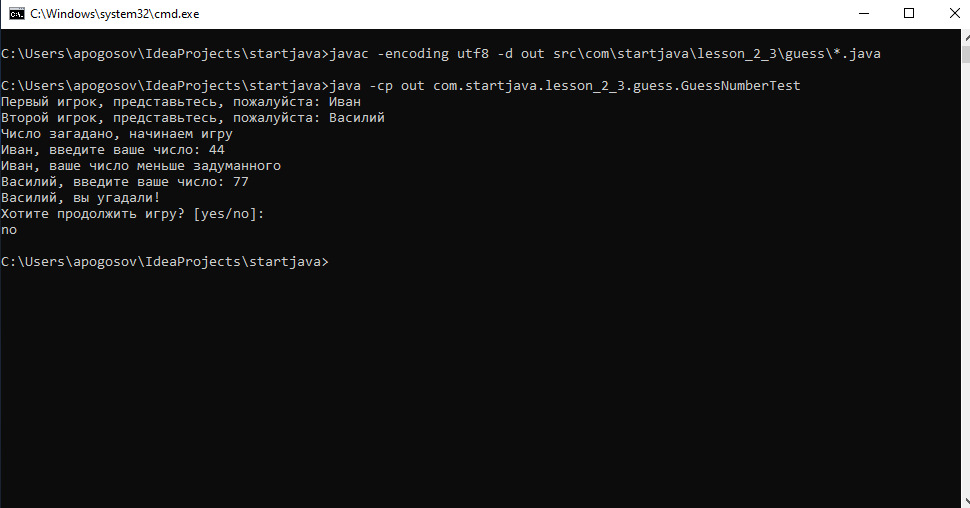 C:\Windows\system32\cmd.exe
C:\Users\apogosov\IdeaProjects\startjava>javac -encoding utf8 -d out src\com\startjava\lesson_2_3\guess\*.java
C:\Users\apogosov\IdeaProjects\startjava>java -cp out com.startjava.lesson_2_3.guess.GuessNumberTest
Первый игрок, представьтесь, пожалуйста: Иван
Второй игрок, представьтесь, пожалуйста: Василий
Число загадано, начинаем игру
Иван, введите ваше число: 44
Иван, ваше число меньше задуманного
Василий, введите ваше число: 77
Василий, вы угадали!
Хотите продолжить игру? [yes/no]:
no
C:\Users\apogosov\IdeaProjects\startjava>